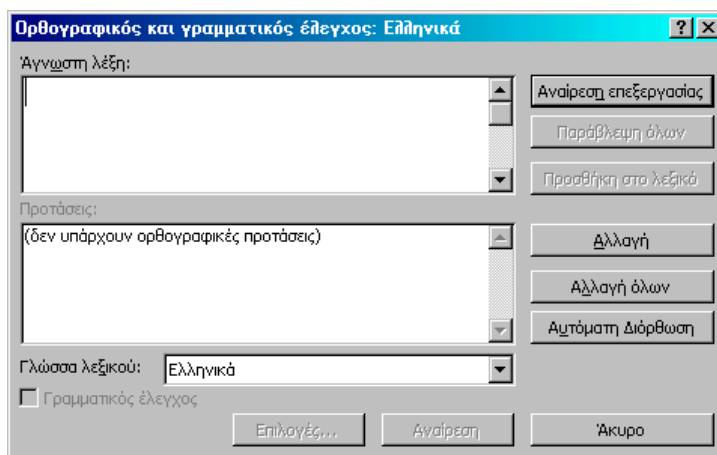 Ορθογραφικός και γραμματικός έλεγχος: Ελληνικά
Άγνωστη λέξη:
Αναίρεση επεξεργασίας
Παράβλεψη όλων
Προσθήκη στο λεξικό
Προτάσεις:
(δεν υπάρχουν ορθογραφικές προτάσεις)
Αλλαγή
Αλλαγή όλων
Αυτόματη Διόρθωση
Γλώσσα λεξικού:
Ελληνικά
Γραμματικός έλεγχος
Επιλογές...
Αναίρεση
Άκυρο